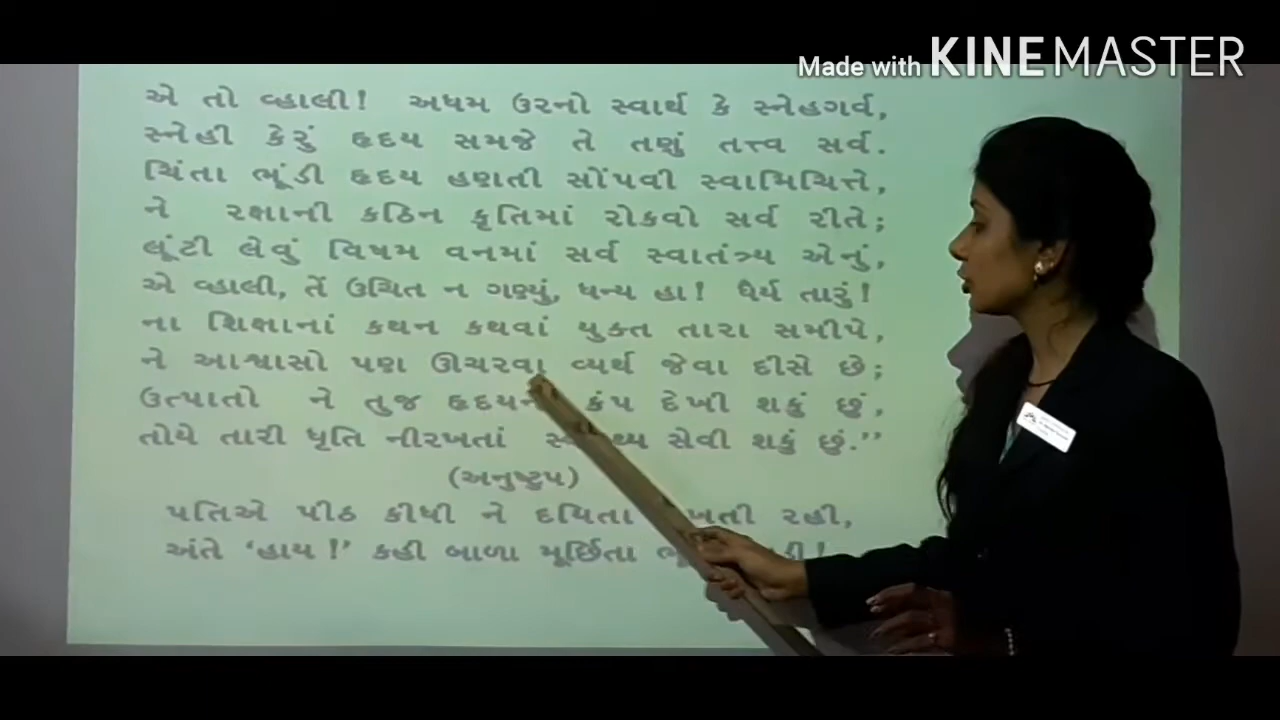 Made with KINEMASTER
એ તો વ્હાલી! અધમ ઉરનો સ્વાર્થ કે સ્નેહગર્વ,
સ્નેહી કેરું હૃદય સમજે તે તણું તત્ત્વ સર્વ.
ચિંતા ભૂંડી હૃદય હણતી સોંપવી સ્વામિચિત્તે,
ને રક્ષાની કઠિન કૃતિમાં રોકવો સર્વ રીતે;
લૂંટી લેવું વિષમ વનમાં સર્વ સ્વાતંત્ર્ય એનું,
એ વ્હાલી, તેં ઉચિત ન ગણ્યું, ધન્ય હા! ધૈર્ય તારું!
ના શિક્ષાનાં કથન કથવાં યુક્ત તારા સમીપે,
ને આશ્વાસો પણ ઊચરવા વ્યર્થ જેવા દીસે છે;
ઉત્પાતો ને તુજ હૃદયનો કંપ દેખી શકું છું,
તોયે તારી ધૃતિ નીરખતાં સેવી શકું છું.”
(અનુષ્ટુપ)
પતિએ પીઠ કીધી ને દયિતા રહી,
અંતે ‘હાય!’ કહી બાળા મૂર્છિતા